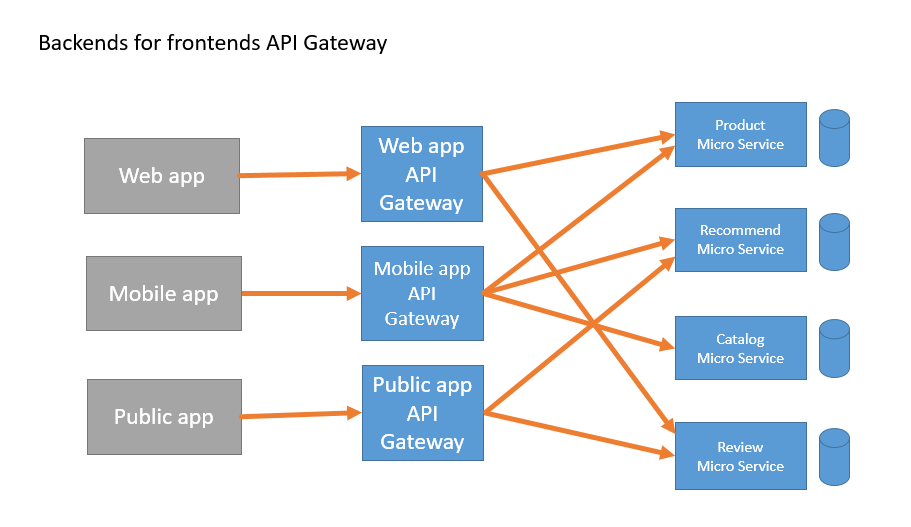 Backends for frontends API Gateway
Web app
Web app
API
Gateway
Product
Micro Service
Mobile app
Mobile app
API
Gateway
Recommend
Micro Service
Public app
Public app
API
Gateway
Catalog
Micro Service
Review
Micro Service